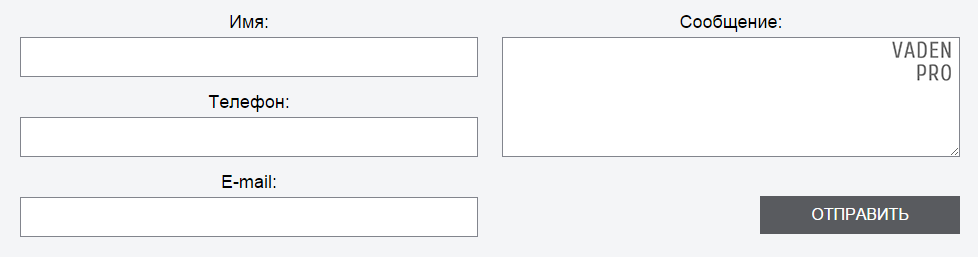 Имя:
Телефон:
E-mail:
Сообщение:
VADEN
PRO
ОТПРАВИТЬ